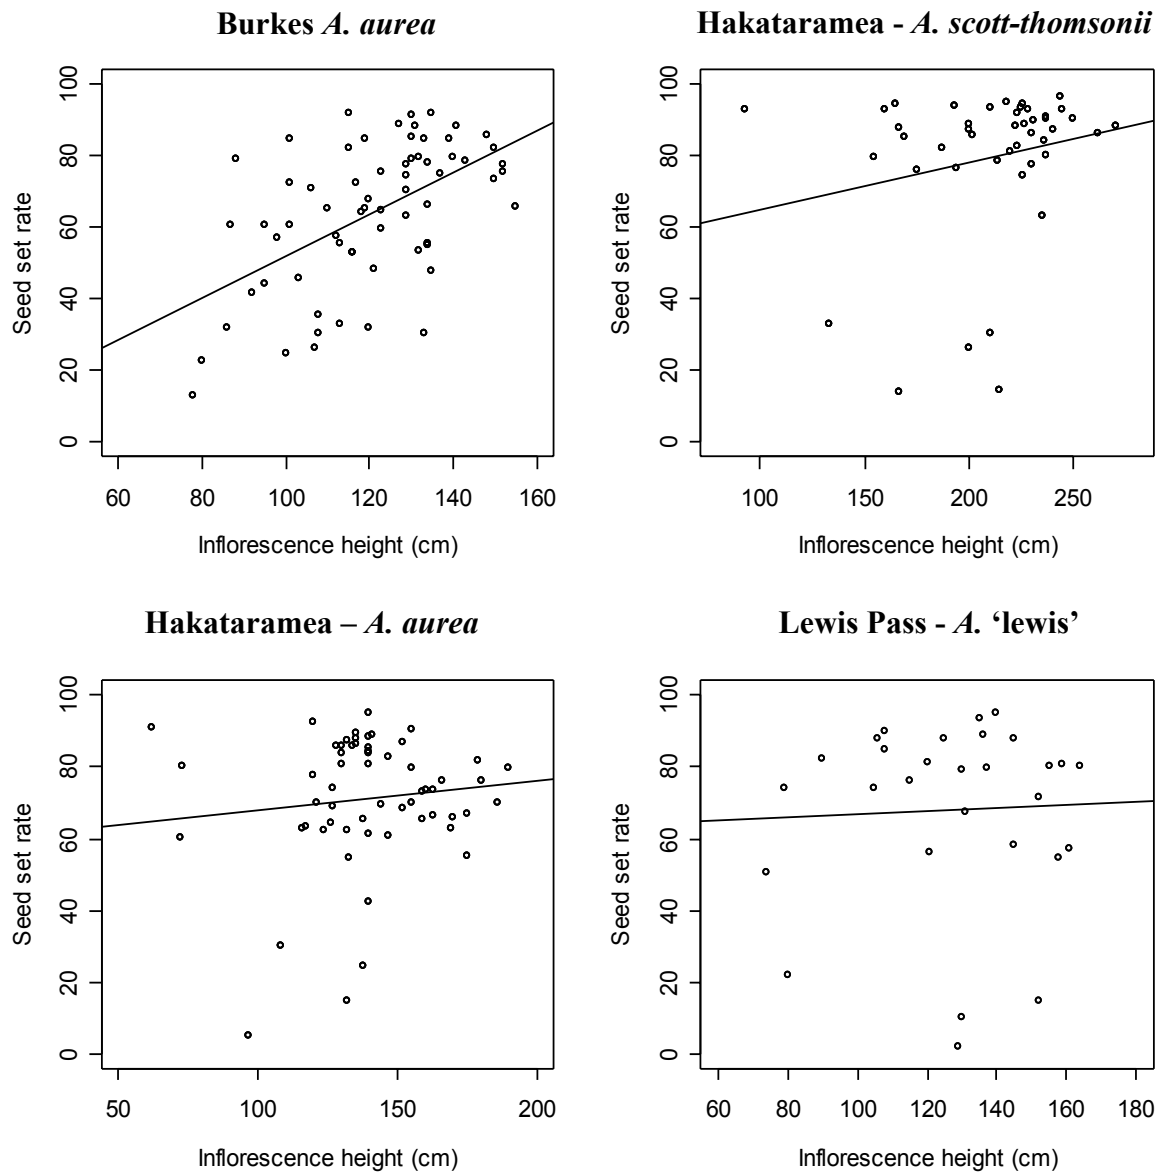 Burkes A. aurea
Hakataramea - A. scott-thomsonii
100
80
60
40
20
0
Seed set rate
60 80 100 120 140 160
Inflorescence height (cm)
100
80
60
40
20
0
Seed set rate
100 150 200 250
Inflorescence height (cm)
Hakataramea – A. aurea
Lewis Pass - A. ‘lewis’
100
80
60
40
20
0
Seed set rate
50 100 150 200
Inflorescence height (cm)
100
80
60
40
20
0
Seed set rate
60 80 100 120 140 160 180
Inflorescence height (cm)